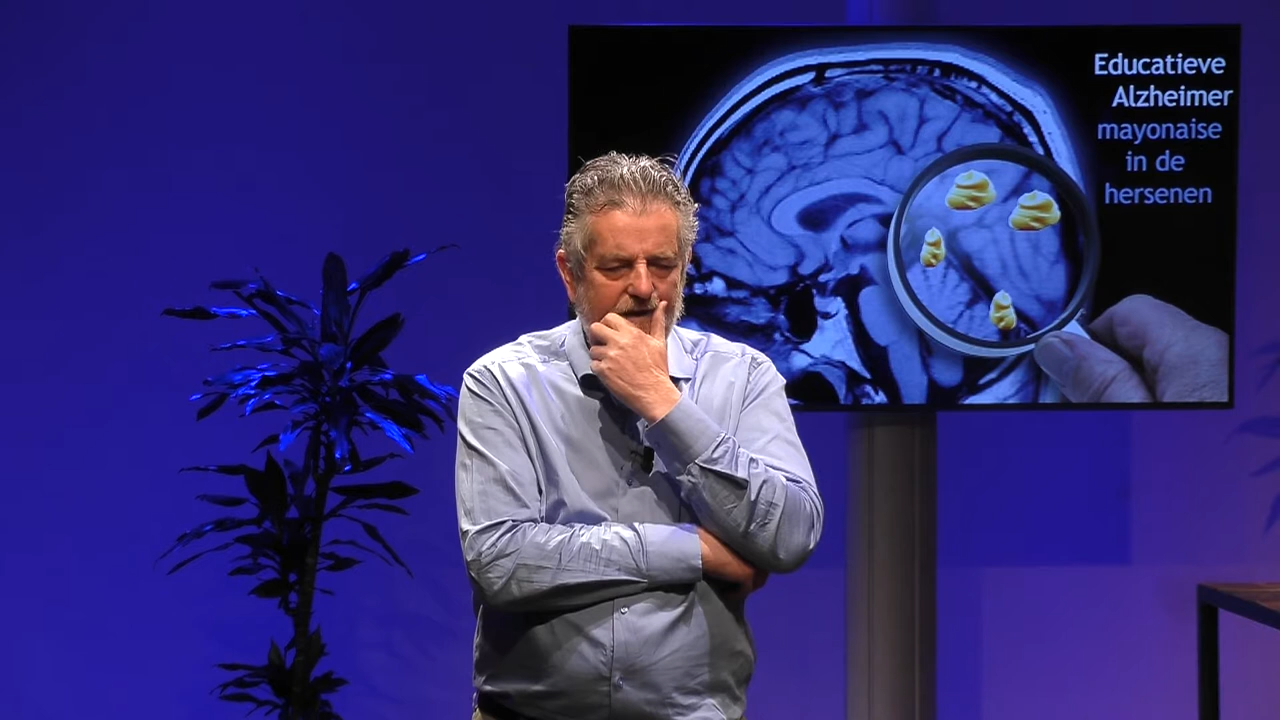 Educatieve
Alzheimer
mayonaise
in de
hersenen